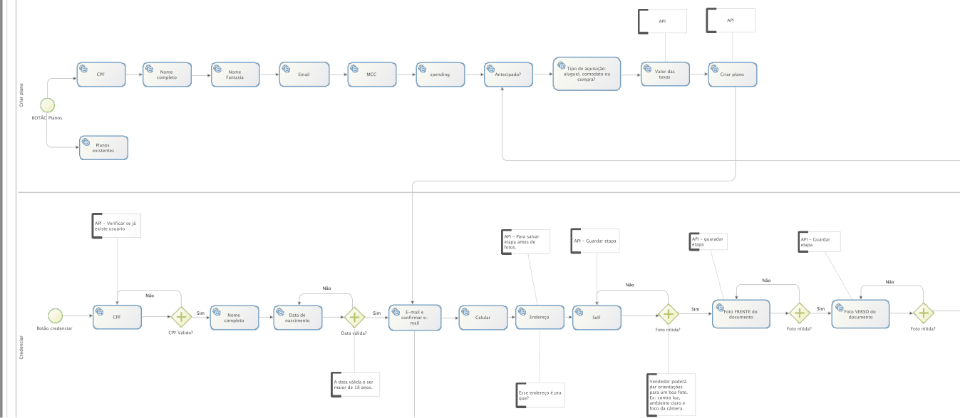 API
API
CPF
Nome
completo
Nome
Fantasia
Email
MCC
spending
Antecipado?
Tipo de aquisição:
aluguel, comodato ou
compra?
Valor das
taxas
Criar plano
Criar plano
BOTÃO Planos
Planos
existentes
API - Verificar se já
existe usuário
API - Para salvar
etapa antes de
fotos.
API - Guardar etapa
API - guardar
etapa
API - Guardar
etapa
Não
Não
Não
Não
Não
Botão credenciar
CPF
CPF Válido?
Sim
Nome
completo
Data de
nascimento
Data válida?
Sim
E-mail e
confirmar e-
mail
Celular
Endereço
Self
Foto nítida?
Sim
Foto FRENTE do
documento
Foto nítida?
Sim
Foto VERSO do
documento
Foto nítida?
Credenciar
A data válida é ser
maior de 18 anos.
Esse endereço é pra
que?
Vendedor poderá
dar orientações
para um boa foto.
Ex: como luz,
ambiente claro e
foco da câmera.